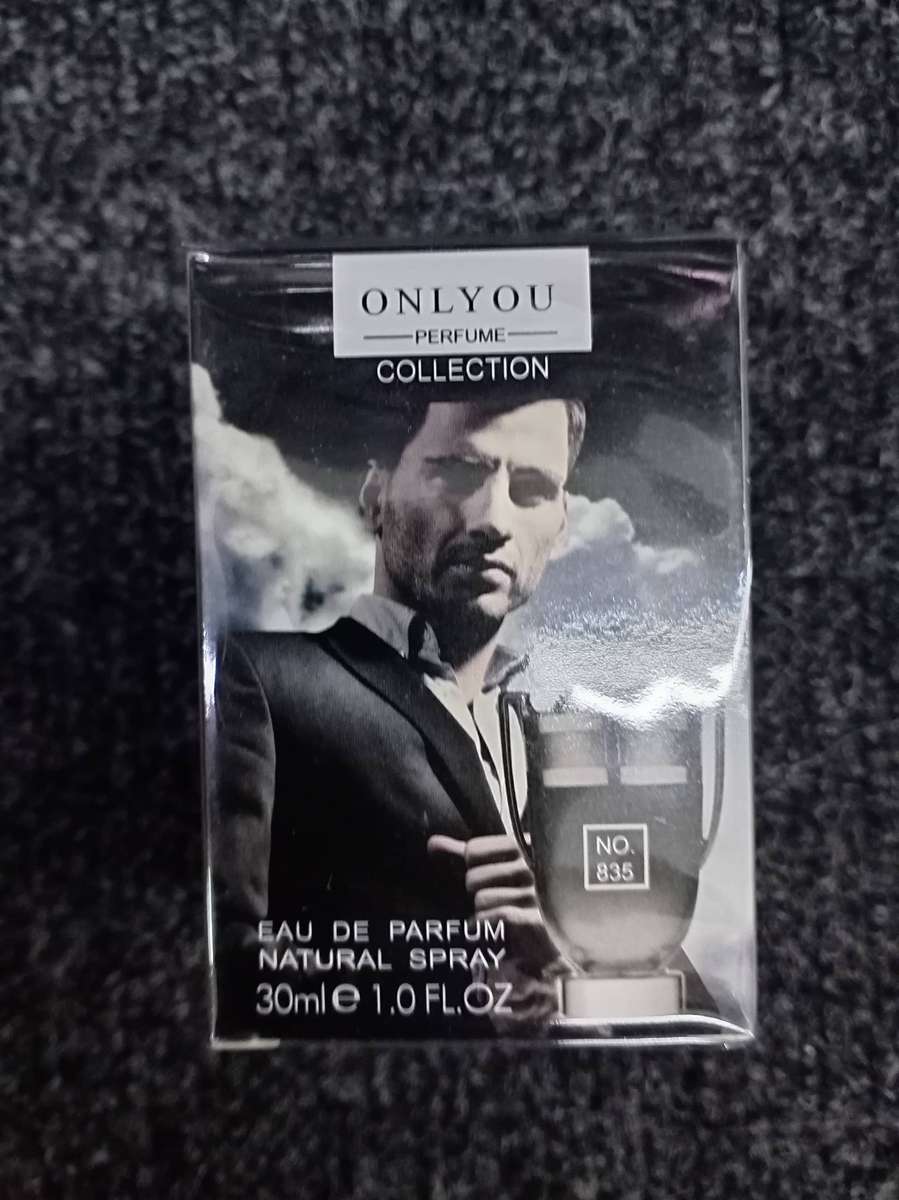 ONLYOU
PERFUME
COLLECTION
NO.
835
EAU DE PARFUM
NATURAL SPRAY
30ml e 1.0 FL.OZ